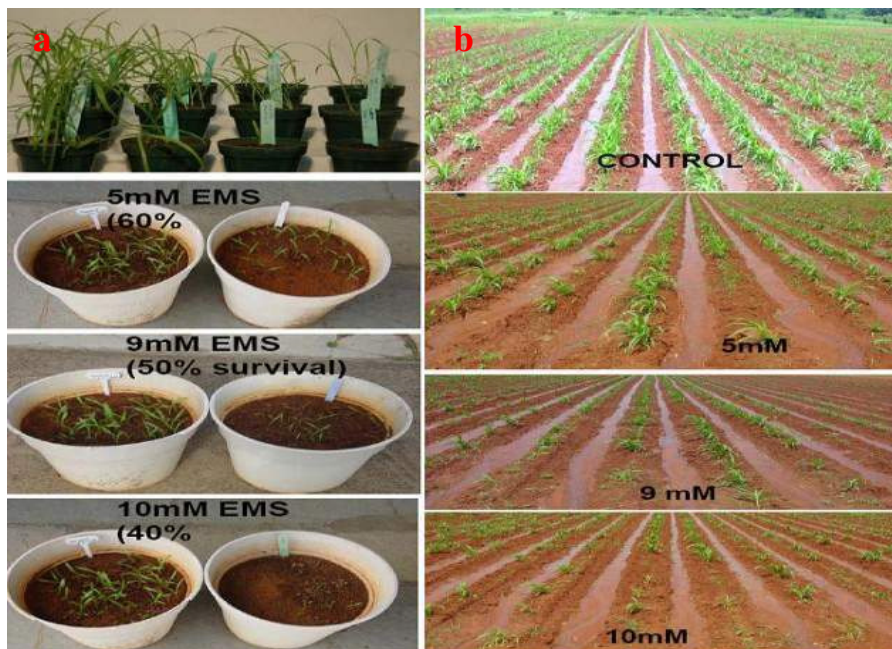 a
5mM EMS
(60%
9mM EMS
(50% survival)
10mM EMS
(40%
b
CONTROL
5mM
9 mM
10mM